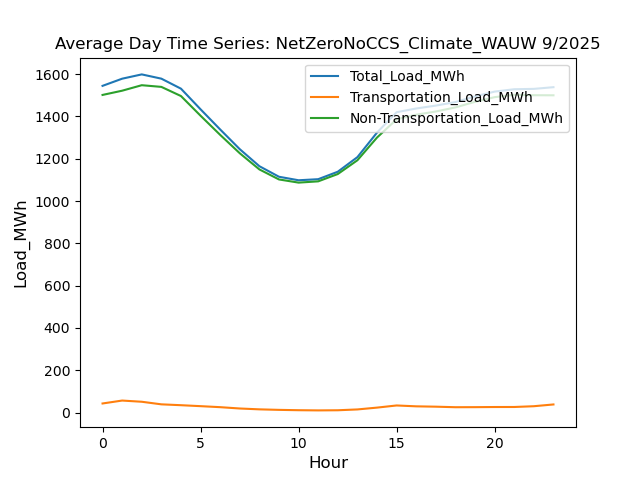 Average Day Time Series: NetZeroNoCCS_Climate_WAUW 9/2025
Total_Load_MWh
Transportation_Load_MWh
Non-Transportation_Load_MWh
1600
1400
1200
1000
800
600
400
200
0
Load_MWh
0 5 10 15 20
Hour